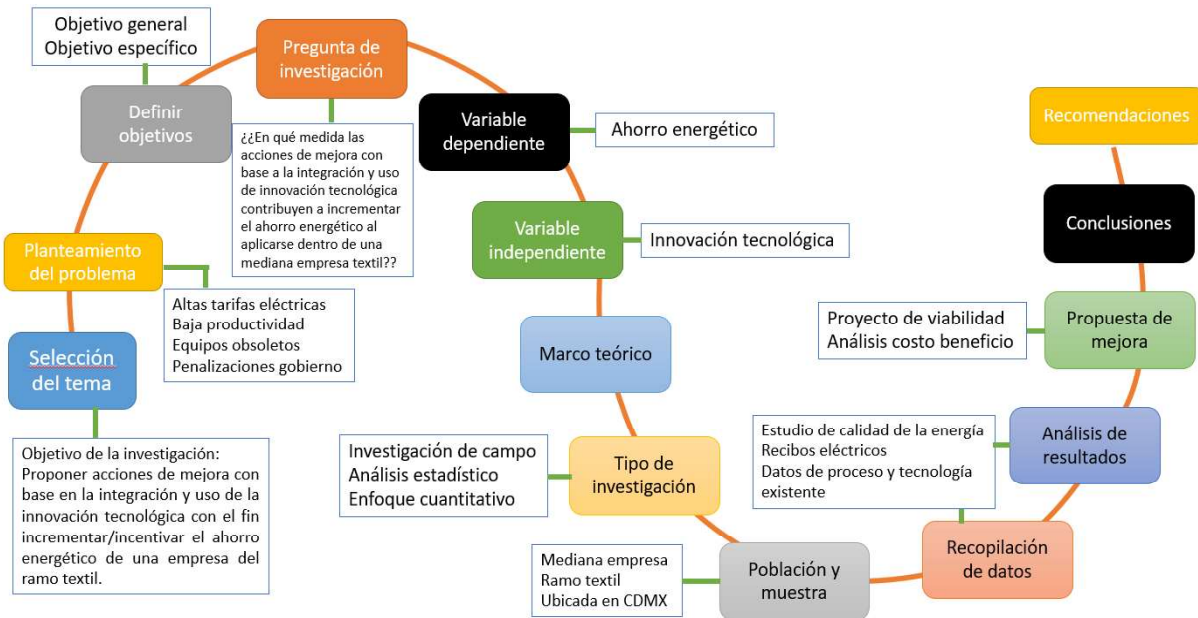 Selección
del tema
Objetivo de la investigación:
Proponer acciones de mejora con
base en la integración y uso de la
innovación tecnológica con el fin
incrementar/incentivar el ahorro
energético de una empresa del
ramo textil.
Planteamiento
del problema
Altas tarifas eléctricas
Baja productividad
Equipos obsoletos
Penalizaciones gobierno
Definir
objetivos
Objetivo general
Objetivo específico
Pregunta de
investigación
¿¿En qué medida las
acciones de mejora con
base a la integración y uso
de innovación tecnológica
contribuyen a incrementar
el ahorro energético al
aplicarse dentro de una
mediana empresa textil??
Variable
dependiente
Ahorro energético
Variable
independiente
Innovación tecnológica
Marco teórico
Tipo de
investigación
Investigación de campo
Análisis estadístico
Enfoque cuantitativo
Población y
muestra
Mediana empresa
Ramo textil
Ubicada en CDMX
Recopilación
de datos
Estudio de calidad de la energía
Recibos eléctricos
Datos de proceso y tecnología
existente
Análisis de
resultados
Propuesta de
mejora
Proyecto de viabilidad
Análisis costo beneficio
Conclusiones
Recomendaciones